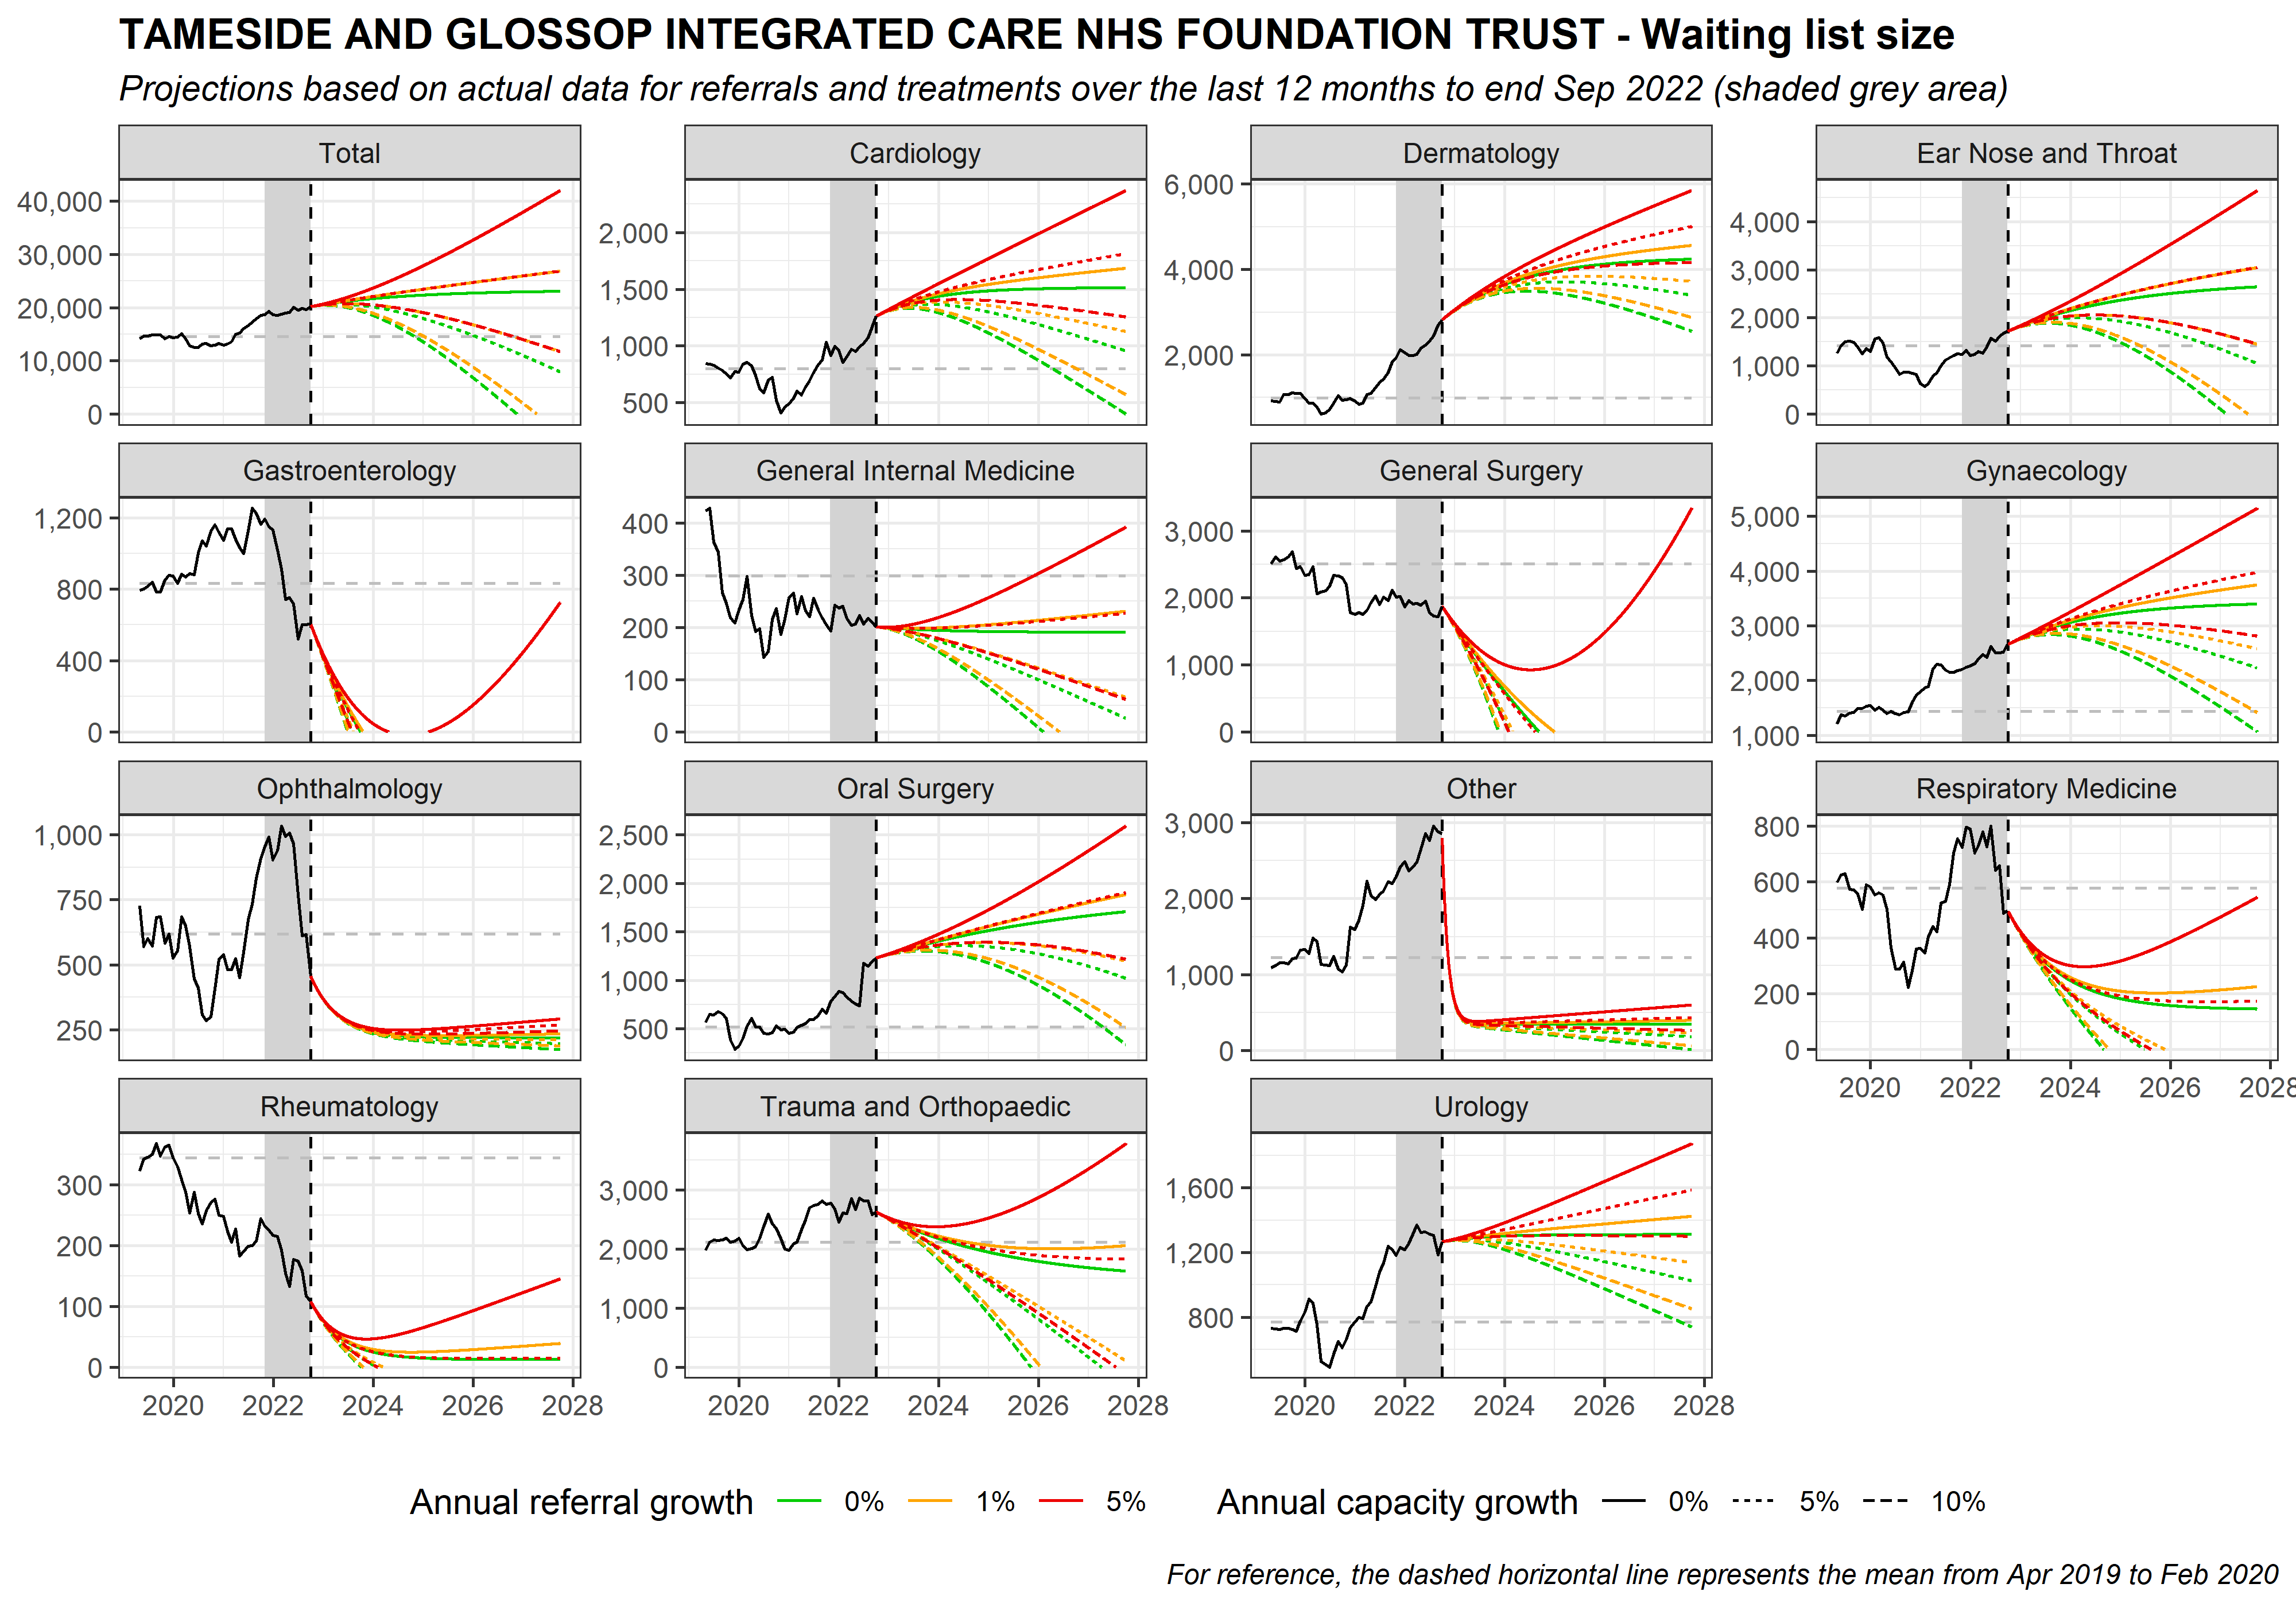 TAMESIDE AND GLOSSOP INTEGRATED CARE NHS FOUNDATION TRUST - Waiting list size
Projections based on actual data for referrals and treatments over the last 12 months to end Sep 2022 (shaded grey area)
Total
40,000
30,000
20,000
10,000
0
Cardiology
2,000
1,500
1,000
500
Dermatology
6,000
4,000
2,000
Ear Nose and Throat
4,000
3,000
2,000
1,000
0
Gastroenterology
1,200
800
400
0
General Internal Medicine
400
300
200
100
0
General Surgery
3,000
2,000
1,000
0
Gynaecology
5,000
4,000
3,000
2,000
1,000
Ophthalmology
1,000
750
500
250
Oral Surgery
2,500
2,000
1,500
1,000
500
Other
3,000
2,000
1,000
0
Respiratory Medicine
800
600
400
200
0
2020 2022 2024 2026 2028
Rheumatology
300
200
100
0
2020 2022 2024 2026 2028
Trauma and Orthopaedic
3,000
2,000
1,000
0
2020 2022 2024 2026 2028
Urology
1,600
1,200
800
2020 2022 2024 2026 2028
Annual referral growth 0% 1% 5% Annual capacity growth 0% 5% 10%
For reference, the dashed horizontal line represents the mean from Apr 2019 to Feb 2020